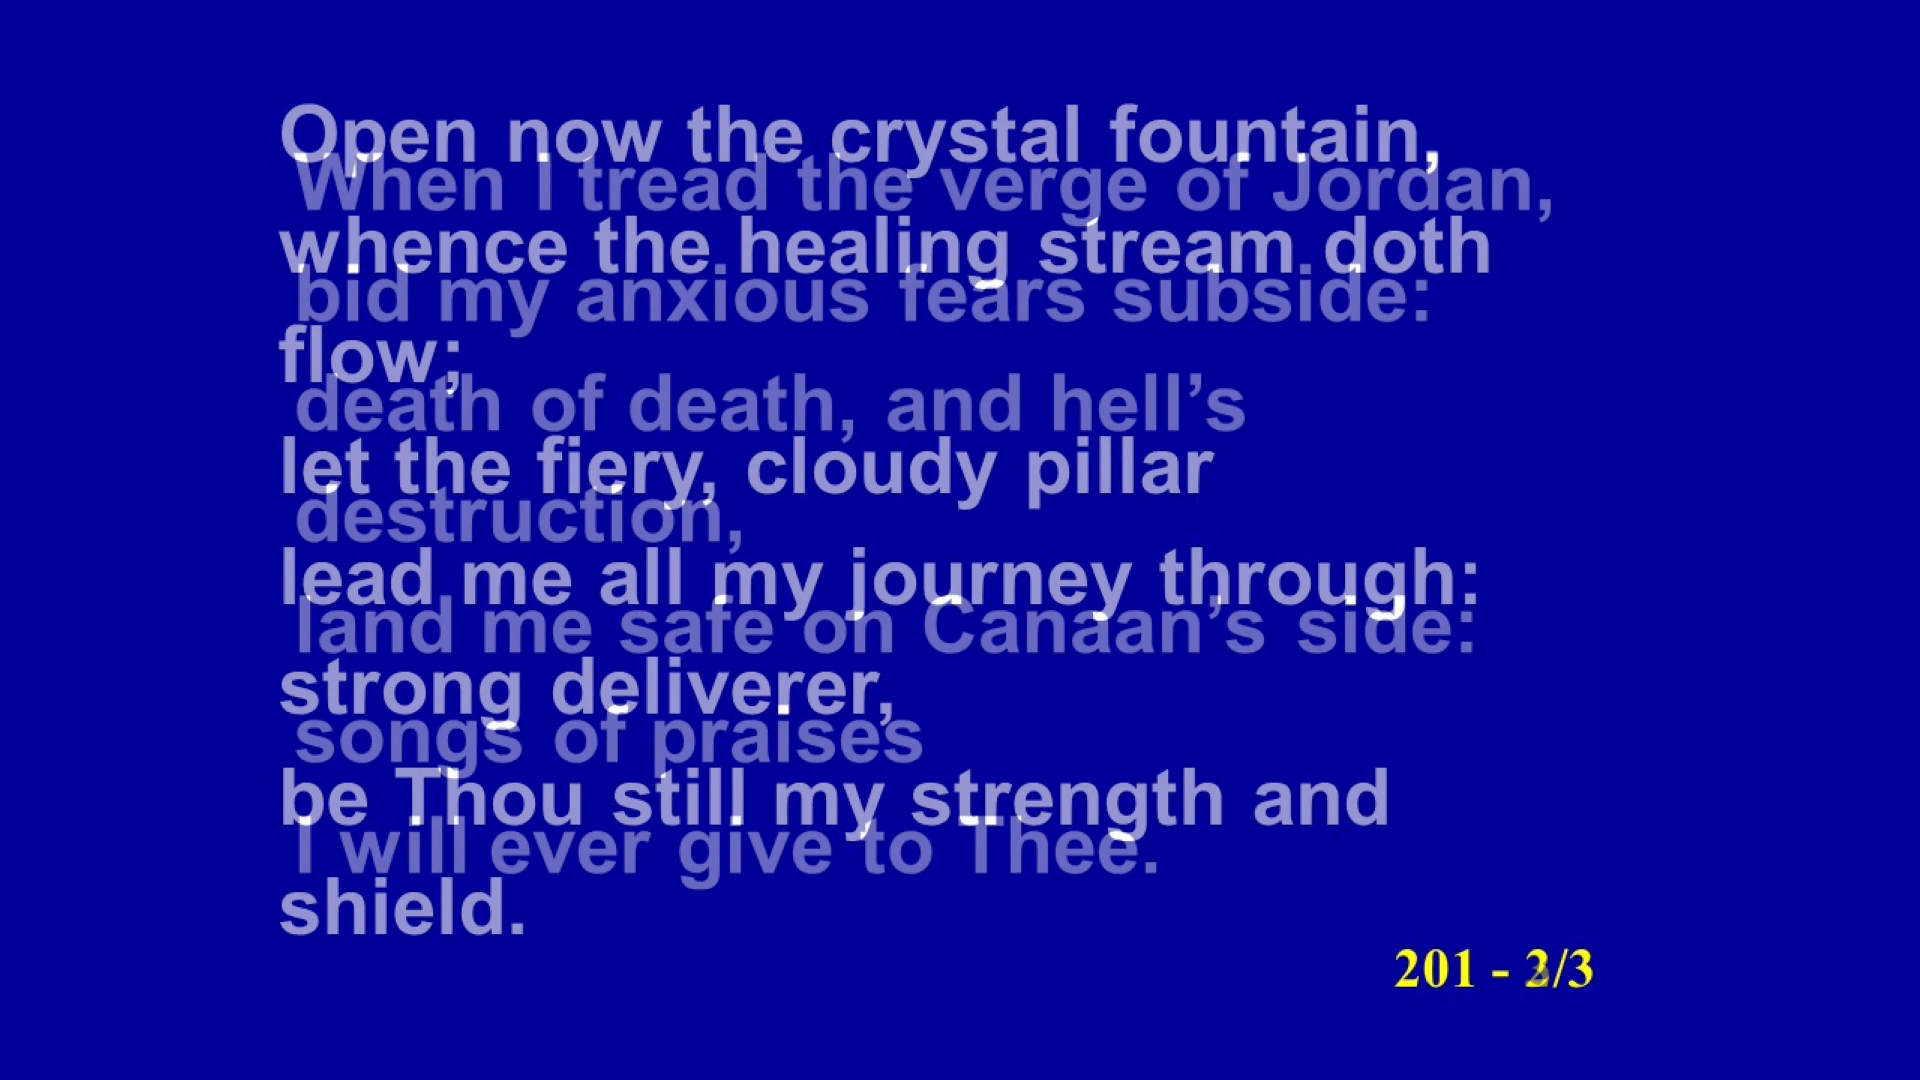 Open now the crystal fountain,
When I tread the verge of Jordan,
whence the healing stream doth
bid my anxious fears subside:
flow;
death of death, and hell’s
let the fiery, cloudy pillar
destruction,
lead me all my journey through:
land me safe on Canaan’s side:
strong deliverer,
songs of praises
be Thou still my strength and
I will ever give to Thee.
shield.
201 - /3